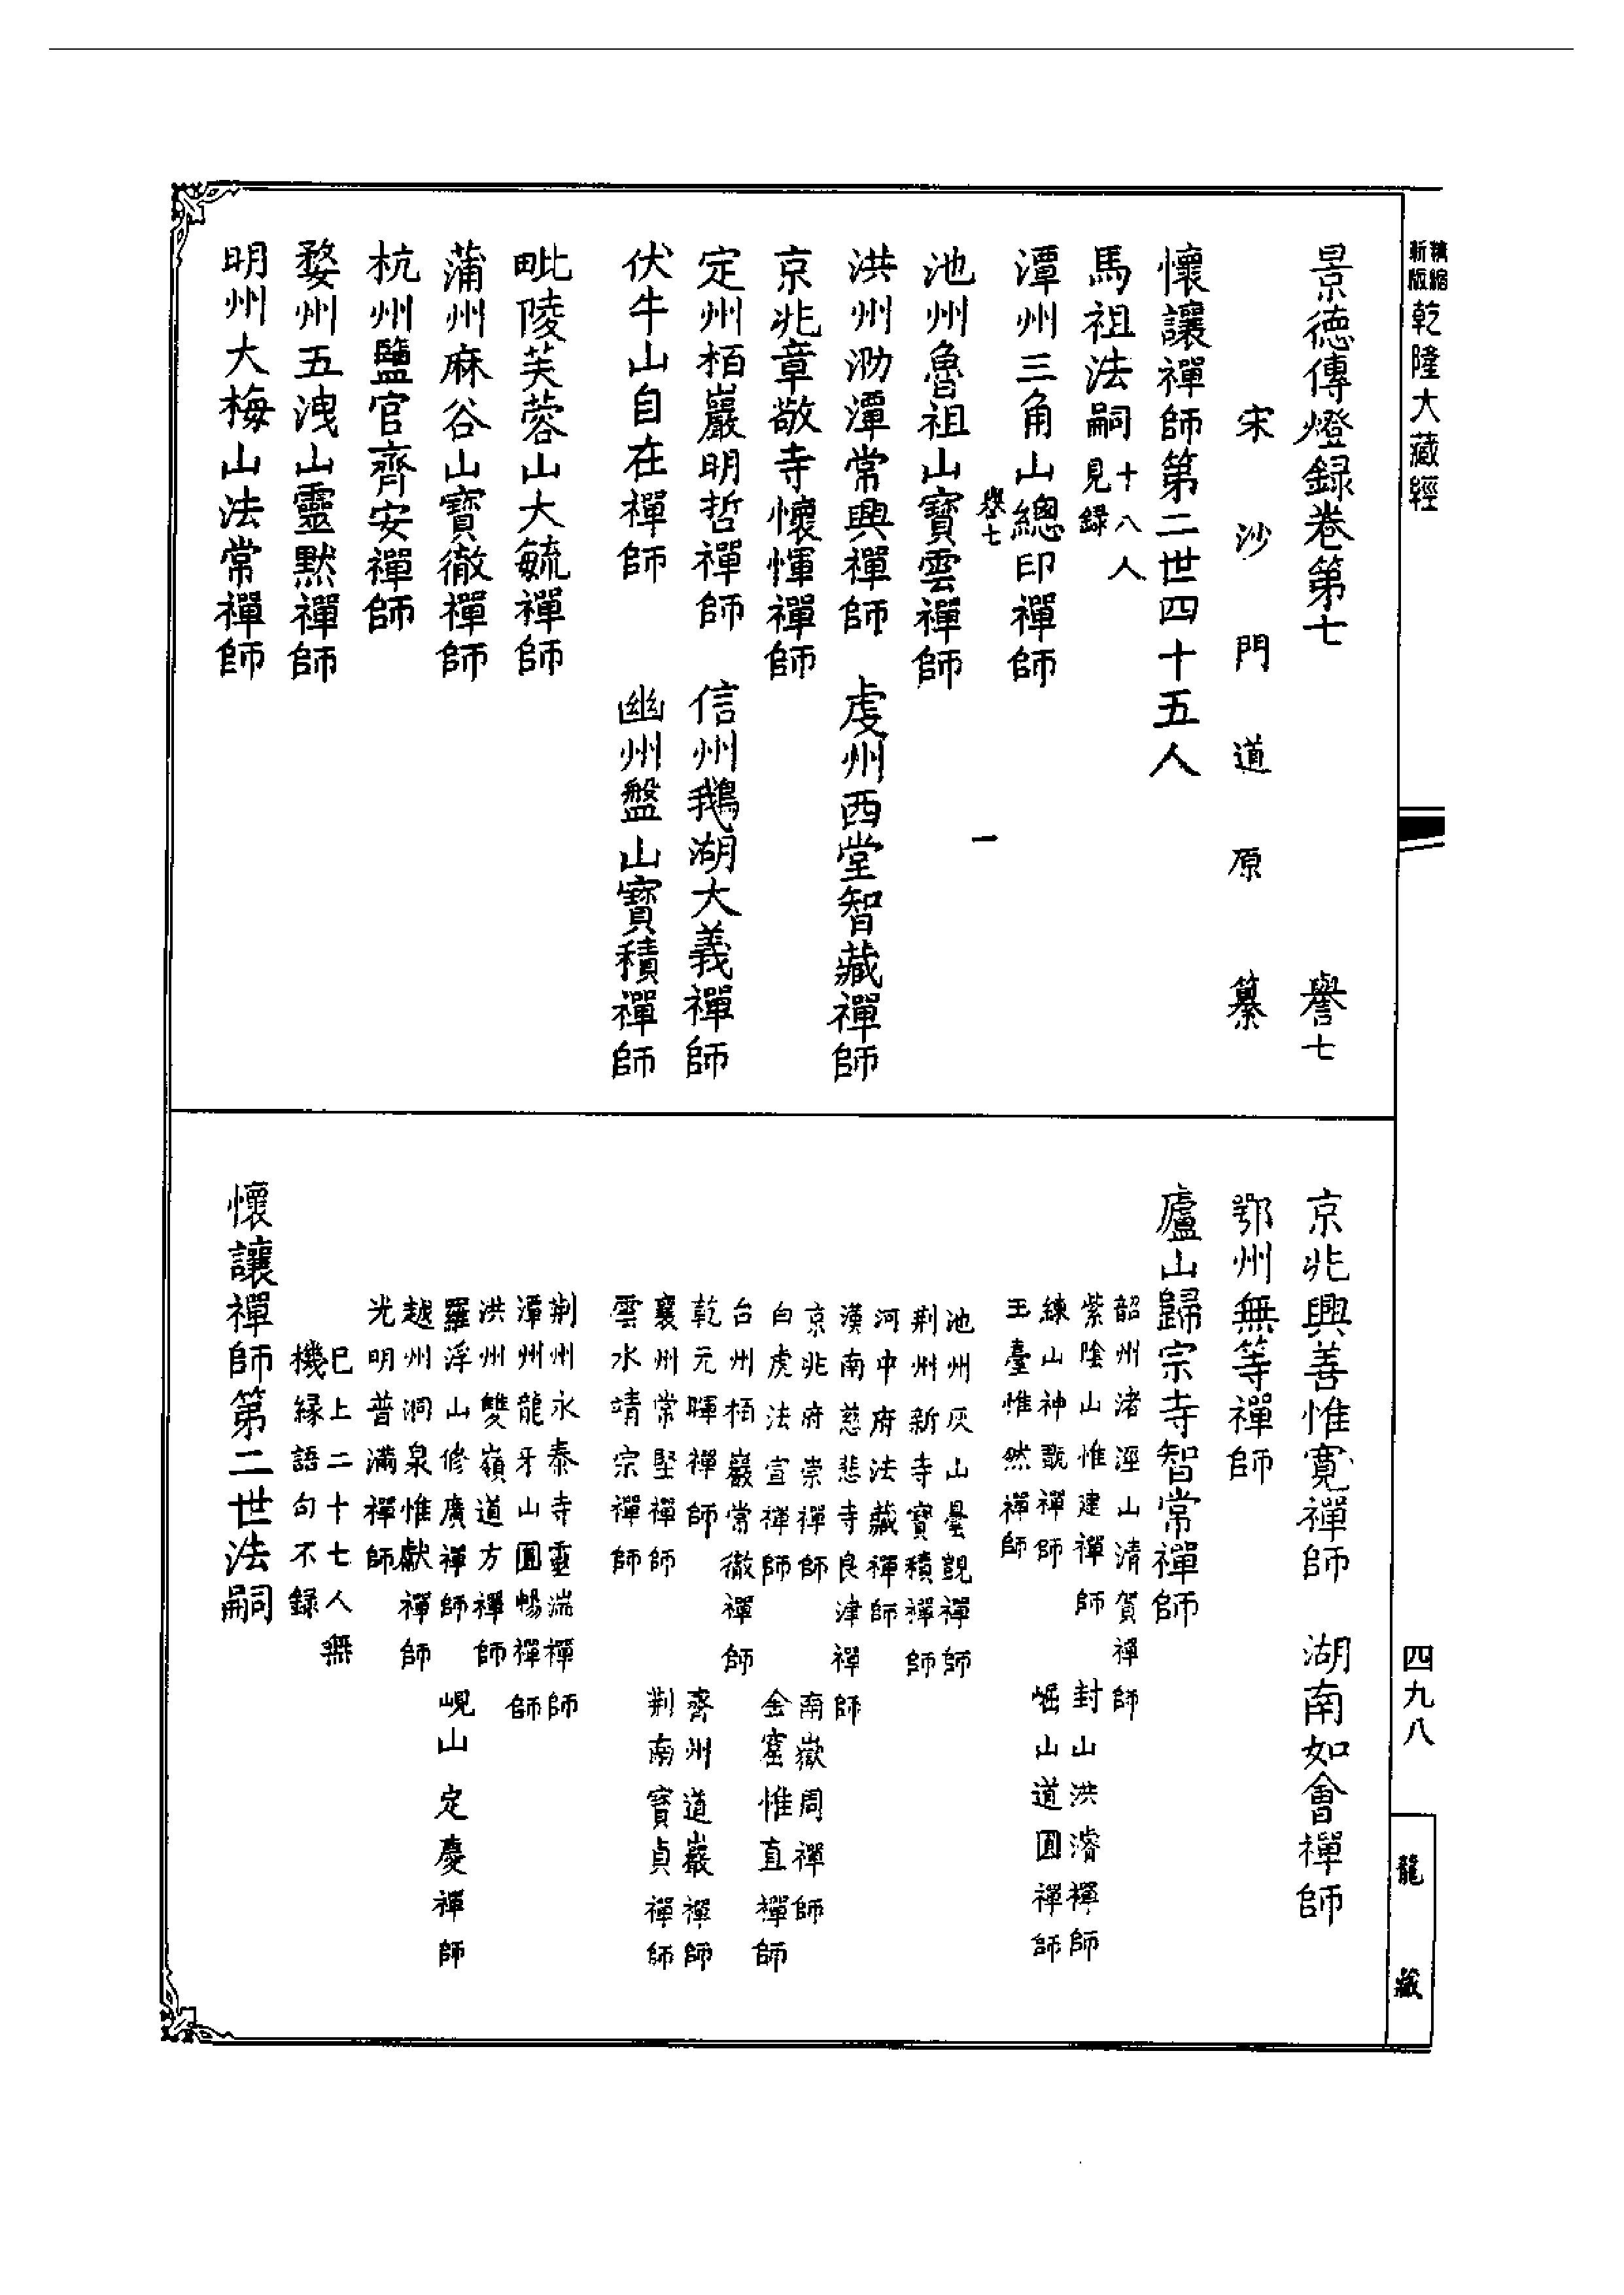 精縮新版乾隆大藏經
四九八
龍藏
景德傳燈録卷第七 譽七
宋沙門道原纂
懷讓禪師第二世四十五人
馬祖法嗣十八人見録
潭州三角山總印禪師
譽七 一
池州魯祖山寶雲禪師
洪州泐潭常興禪師 虔州西堂智藏禪師
京兆章敬寺懷惲禪師
定州栢巖明哲禪師 信州鵝湖大義禪師
伏牛山自在禪師 幽州盤山寶積禪師
毗陵芙蓉山大毓禪師
蒲州麻谷山寶徹禪師
杭州鹽官齊安禪師
婺州五洩山靈黙禪師
明州大梅山法常禪師
京兆興善惟寬禪師 湖南如會禪師
鄂州無等禪師
廬山歸宗寺智常禪師
韶州渚涇山清賀禪師
紫陰山惟建禪師 封山洪濬禪師
練山神翫禪師 崛山道圓禪師
玉臺惟然禪師
池州灰山曇覬禪師
荆州新寺寶積禪師
河中府法藏禪師
漢南慈悲寺良津禪師
京兆府崇禪師 南嶽周禪師
白虎法宣禪師 金窟惟直禪師
台州栢巖常徹禪師
乾元暉禪師 齊州道巖禪師
襄州常堅禪師 荆南寶貞禪師
雲水靖宗禪師
荆州永泰寺靈湍禪師
潭州龍牙山圓暢禪師
洪州雙嶺道方禪師
羅浮山修廣禪師 峴山定慶禪師
越州洞泉惟獻禪師
光明普滿禪師
巳上二十七人無
機緣語句不録
懷讓禪師第二世法嗣